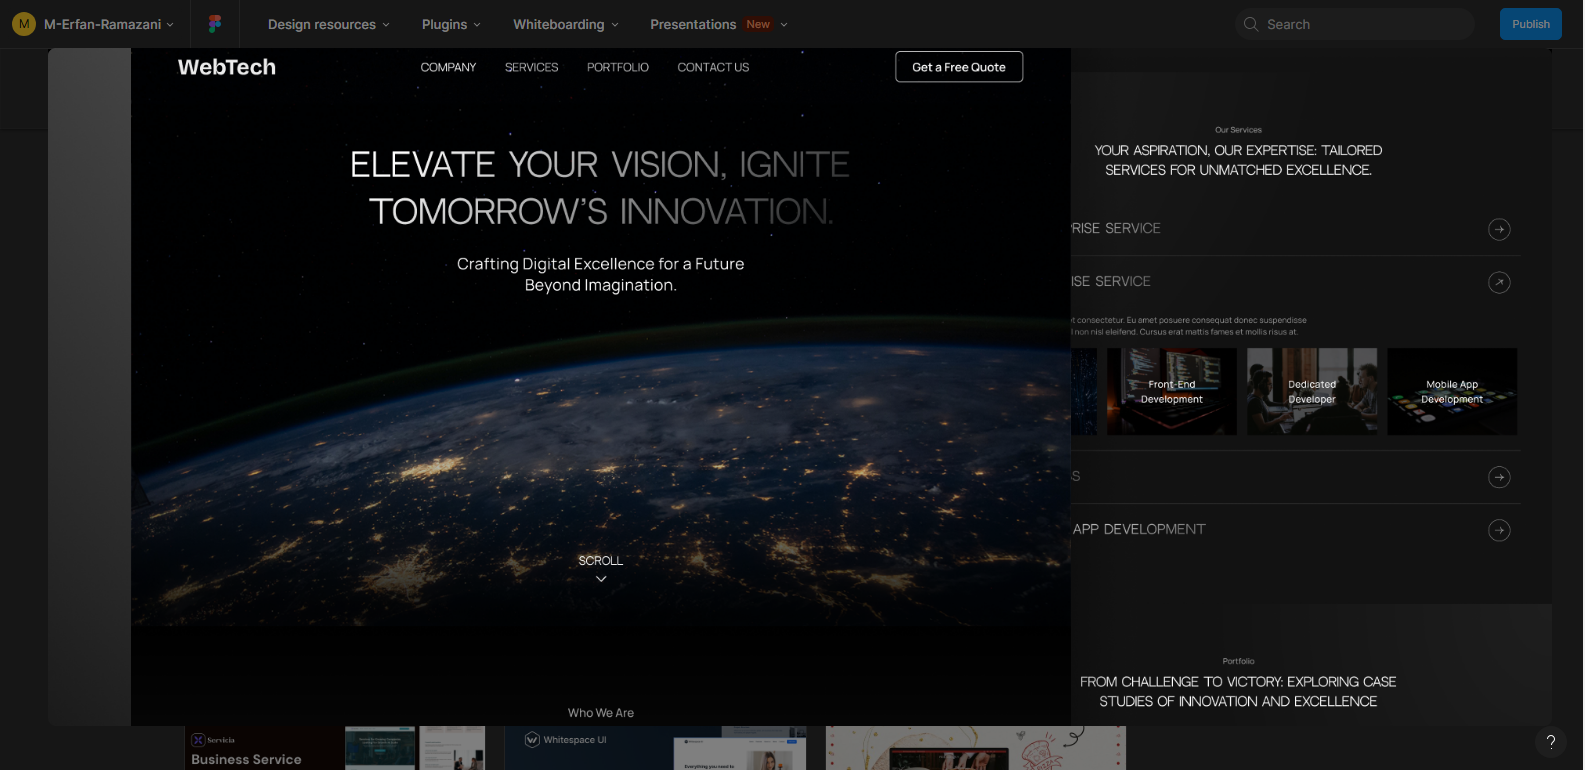 M
M-Erfan-Ramazani
Design resources
Plugins
Whiteboarding
Presentations
New
Search
Publish
WebTech
COMPANY
SERVICES
PORTFOLIO
CONTACT US
Get a Free Quote
ELEVATE YOUR VISION, IGNITE
TOMORROW'S INNOVATION.
Crafting Digital Excellence for a Future
Beyond Imagination.
SCROLL
Who We Are
Our Services
YOUR ASPIRATION, OUR EXPERTISE: TAILORED
SERVICES FOR UNMATCHED EXCELLENCE.
RISE SERVICE
ISE SERVICE
et consectetur. Eu amet posuere consequat donec suspendisse
non nisl eleifend. Cursus erat mattis fames et mollis risus at.
Front-End
Development
Dedicated
Developer
Mobile App
Development
S
APP DEVELOPMENT
Portfolio
FROM CHALLENGE TO VICTORY: EXPLORING CASE
STUDIES OF INNOVATION AND EXCELLENCE
Servicia
Business Service
Whitespace UI
Everything you need to
?